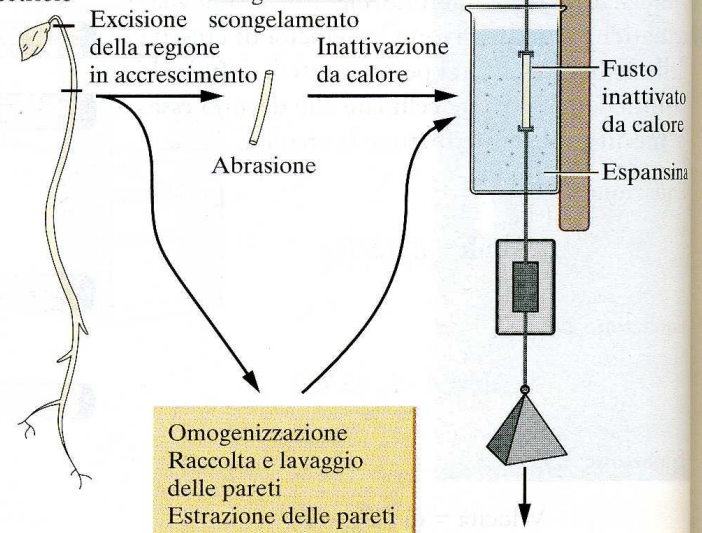 Excisione scongelamento
della regione
in accrescimento
Inattivazione
da calore
Abrasione
Fusto
inattivato
da calore
Espansina
Omogenizzazione
Raccolta e lavaggio
delle pareti
Estrazione delle pareti